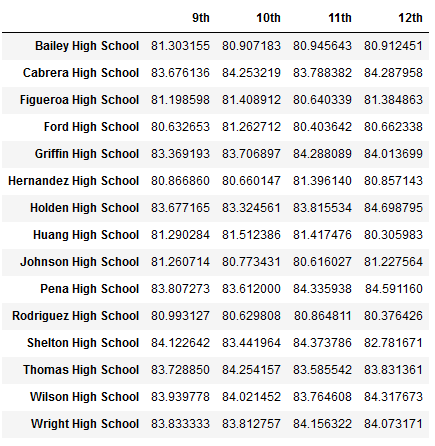 9th 10th 11th 12th
Bailey High School 81.303155 80.907183 80.945643 80.912451
Cabrera High School 83.676136 84.253219 83.788382 84.287958
Figueroa High School 81.198598 81.408912 80.640339 81.384863
Ford High School 80.632653 81.262712 80.403642 80.662338
Griffin High School 83.369193 83.706897 84.288089 84.013699
Hernandez High School 80.866860 80.660147 81.396140 80.857143
Holden High School 83.677165 83.324561 83.815534 84.698795
Huang High School 81.290284 81.512386 81.417476 80.305983
Johnson High School 81.260714 80.773431 80.616027 81.227564
Pena High School 83.807273 83.612000 84.335938 84.591160
Rodriguez High School 80.993127 80.629808 80.864811 80.376426
Shelton High School 84.122642 83.441964 84.373786 82.781671
Thomas High School 83.728850 84.254157 83.585542 83.831361
Wilson High School 83.939778 84.021452 83.764608 84.317673
Wright High School 83.833333 83.812757 84.156322 84.073171